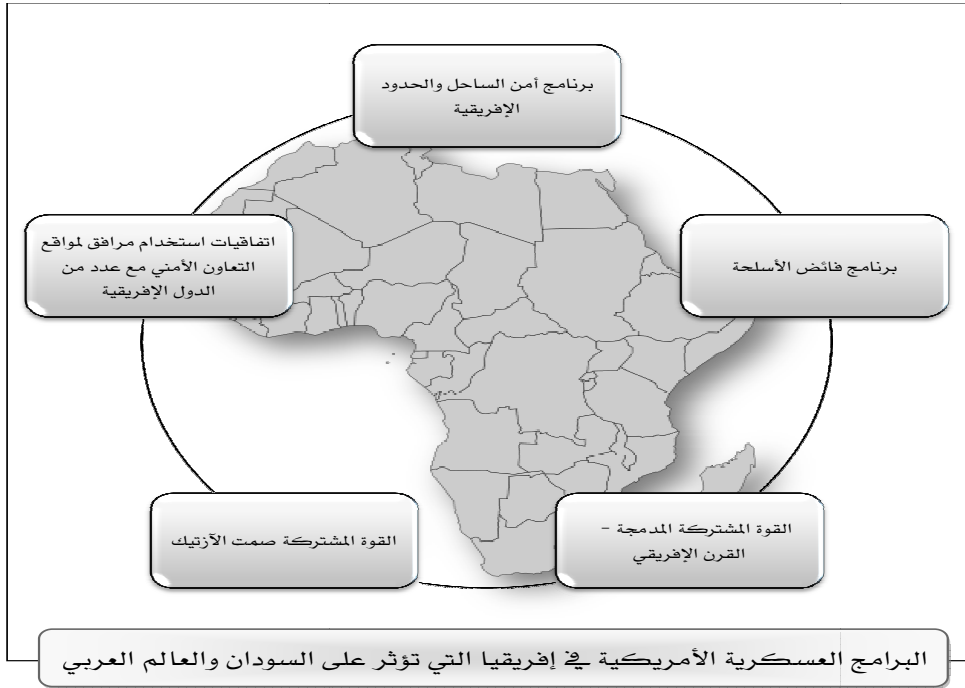 برنامج أمن الساحل والحدود
الإفريقية
برنامج فائض الأسلحة
اتفاقيات استخدام مرافق لمواقع
التعاون الأمني مع عدد من
الدول الإفريقية
القوة المشتركة المدمجة -
القرن الإفريقي
القوة المشتركة صمت الآزتيك
البرامج العسكرية الأمريكية في إفريقيا التي تؤثر على السودان والعالم العربي